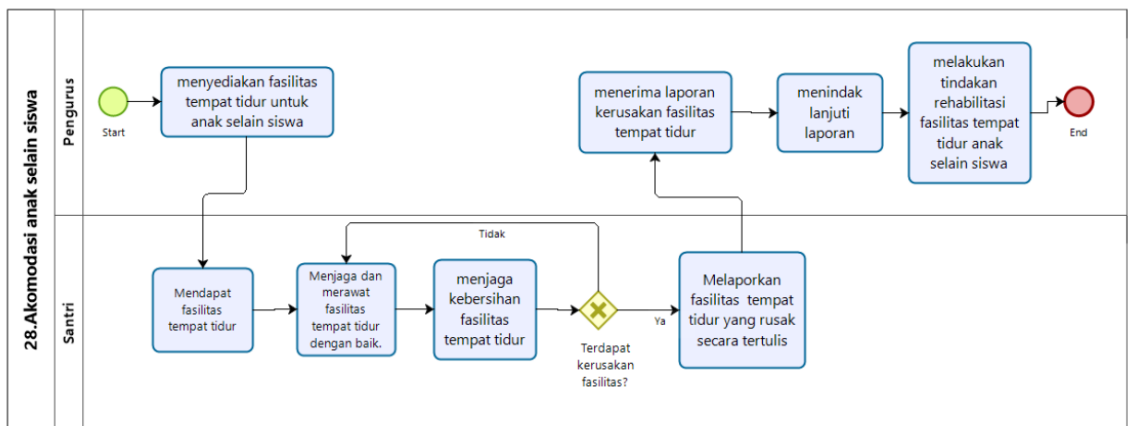 28.Akomodasi anak selain siswa
Pengurus
Start
menyediakan fasilitas
tempat tidur untuk
anak selain siswa
menerima laporan
kerusakan fasilitas
tempat tidur
menindak
lanjuti
laporan
melakukan
tindakan
rehabilitasi
fasilitas tempat
tidur anak
selain siswa
End
Santri
Mendapat
fasilitas
tempat tidur
Menjaga dan
merawat
fasilitas
tempat tidur
dengan baik.
menjaga
kebersihan
fasilitas
tempat tidur
Tidak
Terdapat
kerusakan
fasilitas?
Ya
Melaporkan
fasilitas tempat
tidur yang rusak
secara tertulis